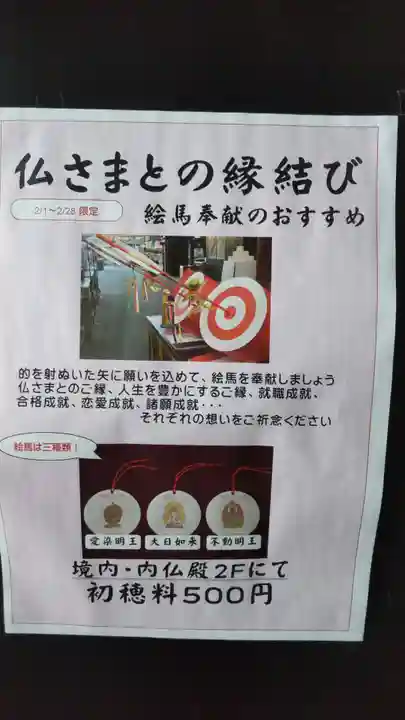 仏さまとの縁結び
2/1～2/28 限定
絵馬奉献のおすすめ
的を射ぬいた矢に願いを込めて、絵馬を奉献しましょう
仏さまとのご縁、人生を豊かにするご縁、就職成就、
合格成就、恋愛成就、諸願成就・・・
それぞれの想いをご祈念ください
絵馬は三種類！
愛染明王 大日如来 不動明王
境内・内仏殿2Fにて
初穂料500円